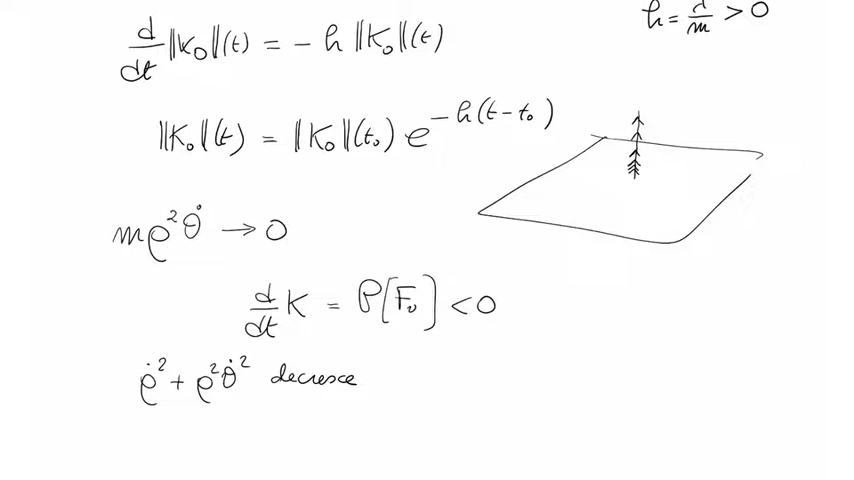 h = λ/m > 0
d/dt ‖K₀‖(t) = − h ‖K₀‖(t)
‖K₀‖(t) = ‖K₀‖(t₀) e^{−h(t−t₀)}
mρ²θ̇ → 0
d/dt K = P[F_v] < 0
ρ̇² + ρ²θ̇² decresce